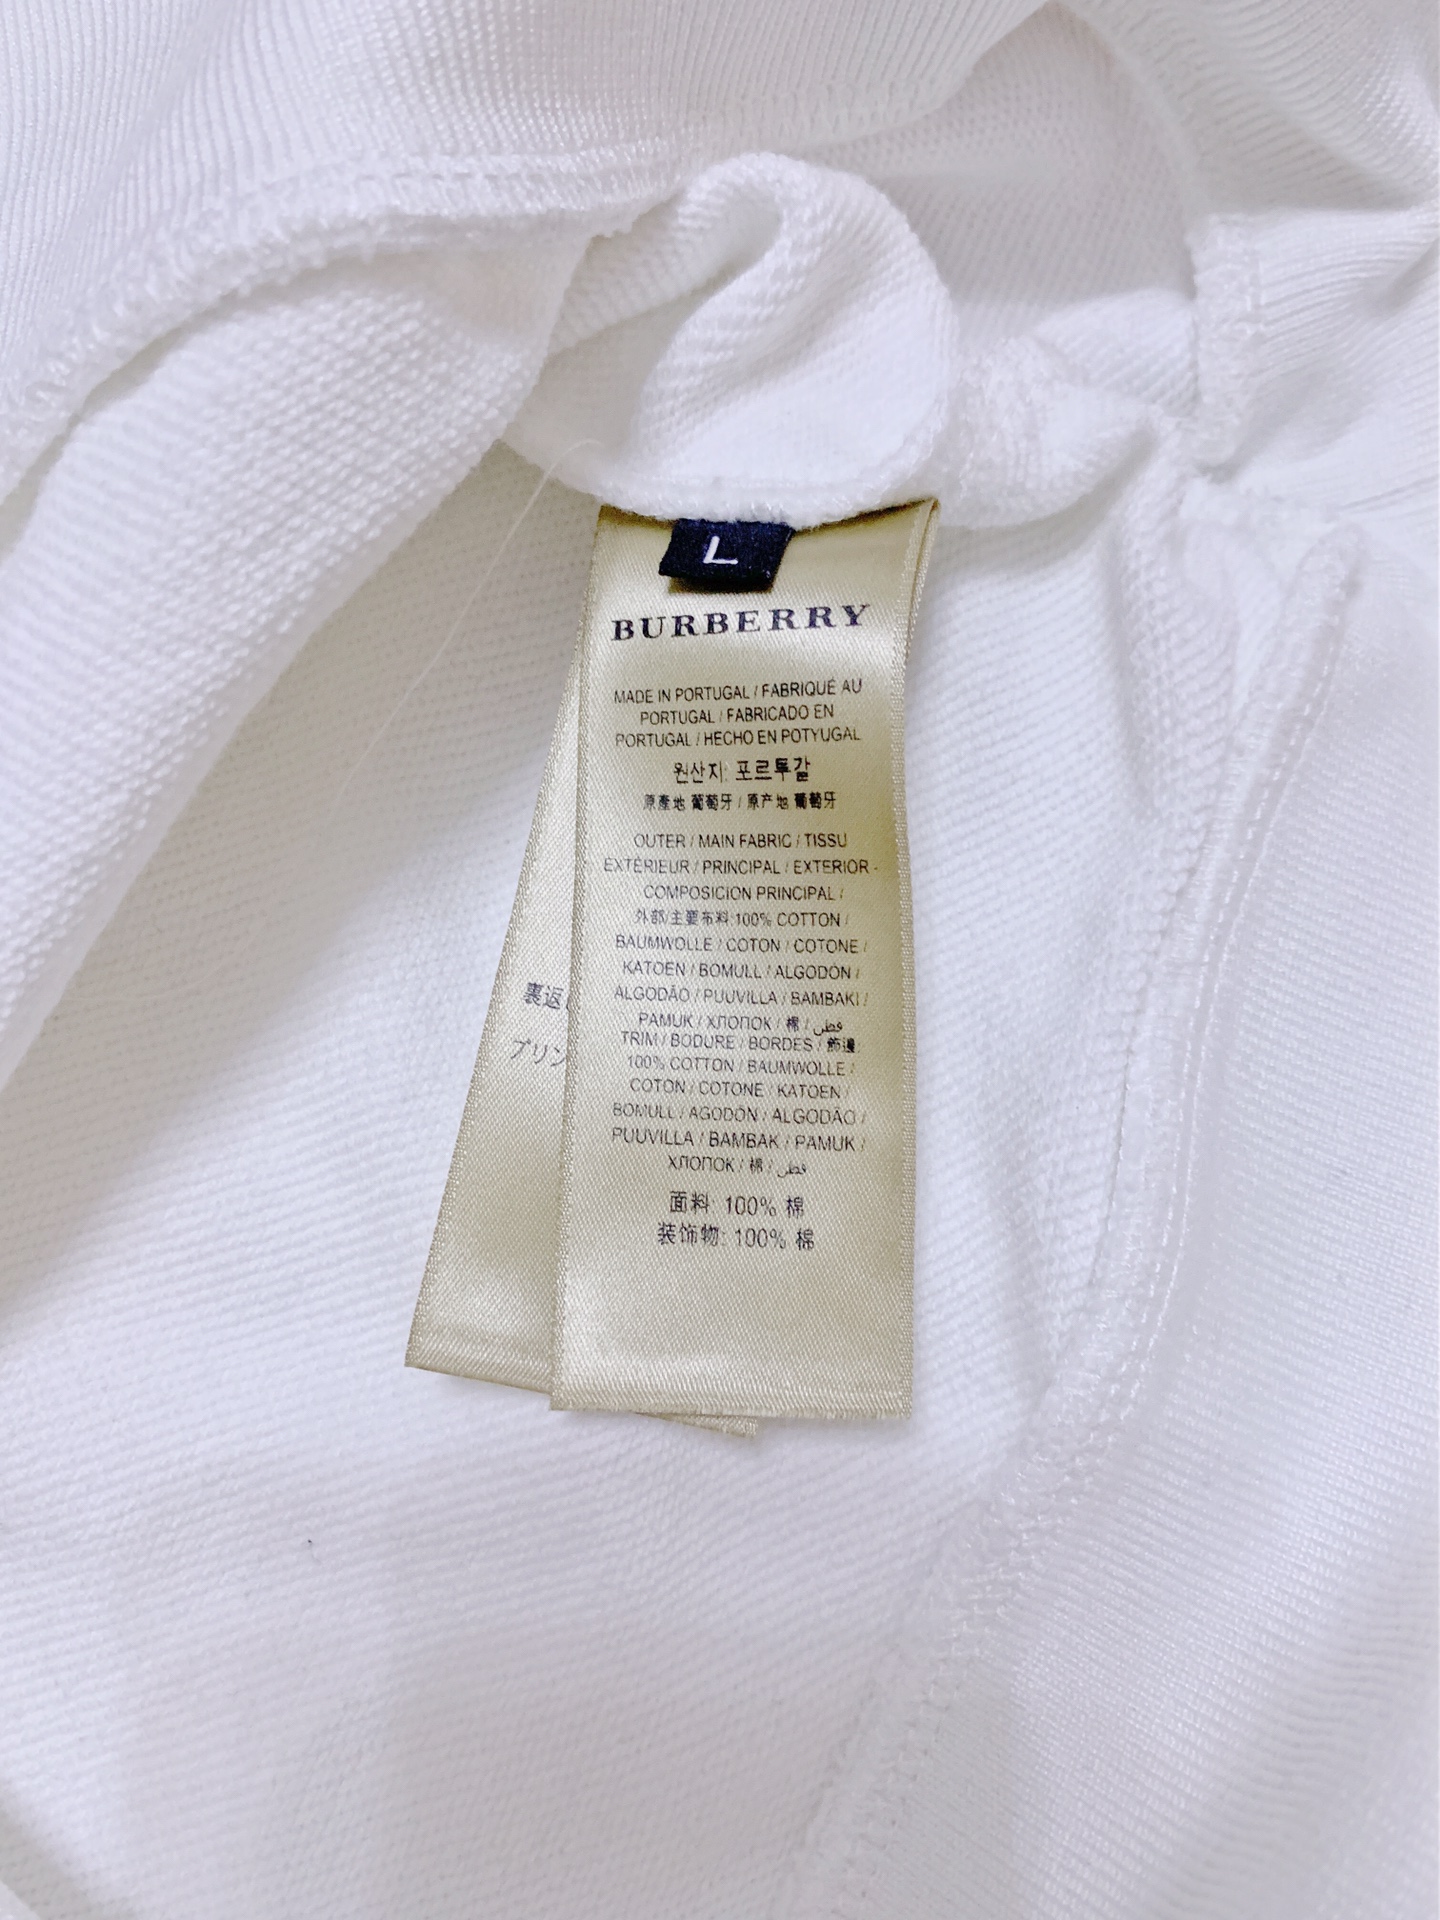 L
BURBERRY
MADE IN PORTUGAL / FABRIQUÉ AU
PORTUGAL / FABRICADO EN
PORTUGAL / HECHO EN POTYUGAL
원산지: 포르투갈
原產地 葡萄牙 / 原产地 葡萄牙
OUTER / MAIN FABRIC / TISSU
EXTÉRIEUR / PRINCIPAL / EXTERIOR -
COMPOSICION PRINCIPAL /
外部/主要布料:100% COTTON /
BAUMWOLLE / COTON / COTONE /
KATOEN / BOMULL / ALGODÓN /
ALGODÃO / PUUVILLA / BAMBAKI /
PAMUK / ХЛОПОК / 棉 / قطن
TRIM / BODURE / BORDES / 飾邊
100% COTTON / BAUMWOLLE /
COTON / COTONE / KATOEN /
BOMULL / AGODÓN / ALGODÃO /
PUUVILLA / BAMBAK / PAMUK /
ХЛОПОК / 棉 / قطن
面料: 100% 棉
装饰物: 100% 棉
裏返
プリン